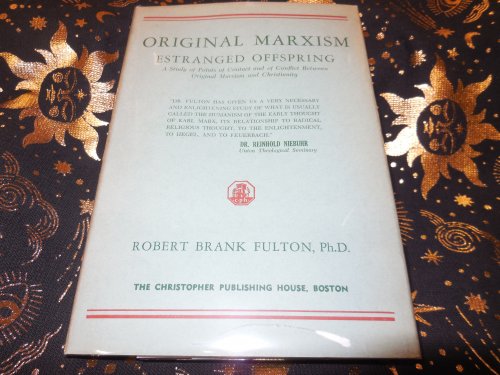 ORIGINAL MARXISM
ESTRANGED OFFSPRING
A Study of Points of Contact and of Conflict Between
Original Marxism and Christianity
"DR. FULTON HAS GIVEN US A VERY NECESSARY
AND ENLIGHTENING STUDY OF WHAT IS USUALLY
CALLED THE HUMANISM OF THE EARLY THOUGHT
OF KARL MARX, ITS RELATIONSHIP TO RADICAL
RELIGIOUS THOUGHT, TO THE ENLIGHTENMENT,
TO HEGEL, AND TO FEUERBACH."
DR. REINHOLD NIEBUHR
Union Theological Seminary
cph
ROBERT BRANK FULTON, Ph.D.
THE CHRISTOPHER PUBLISHING HOUSE, BOSTON